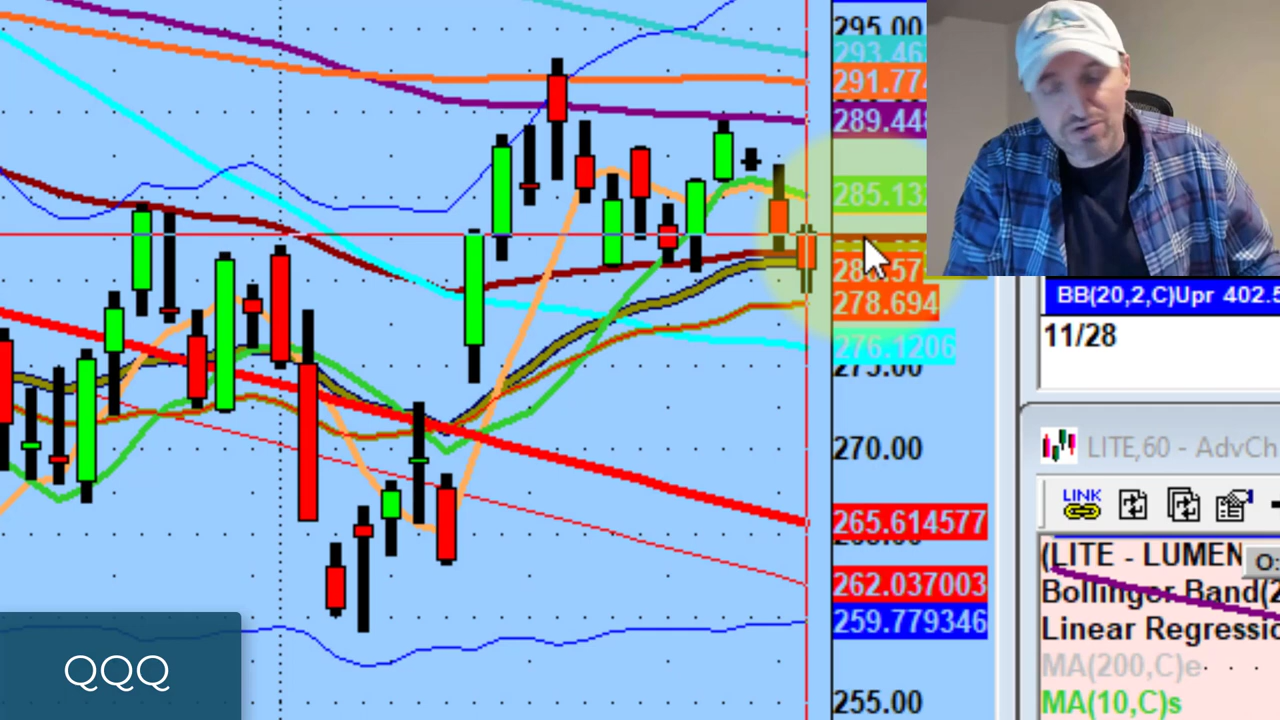 295.00
293.46
291.774
289.448
285.13
278.694
276.1206
275.00
270.00
265.614577
262.037003
259.779346
255.00
QQQ
BB(20,2,C)Upr 402.5
11/28
LITE,60 - AdvCh
LINK
(LITE - LUMEN
O:
Bollinger Band(2
Linear Regressio
MA(200,C)e
MA(10,C)s